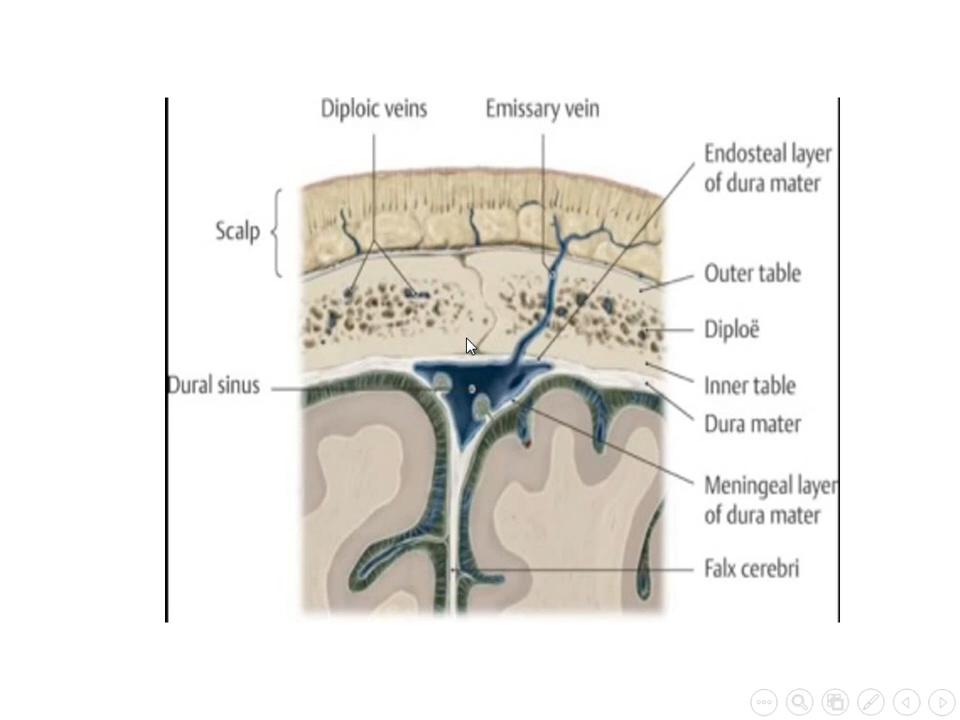 Diploic veins
Emissary vein
Endosteal layer
of dura mater
Scalp
Outer table
Diploë
Dural sinus
Inner table
Dura mater
Meningeal layer
of dura mater
Falx cerebri